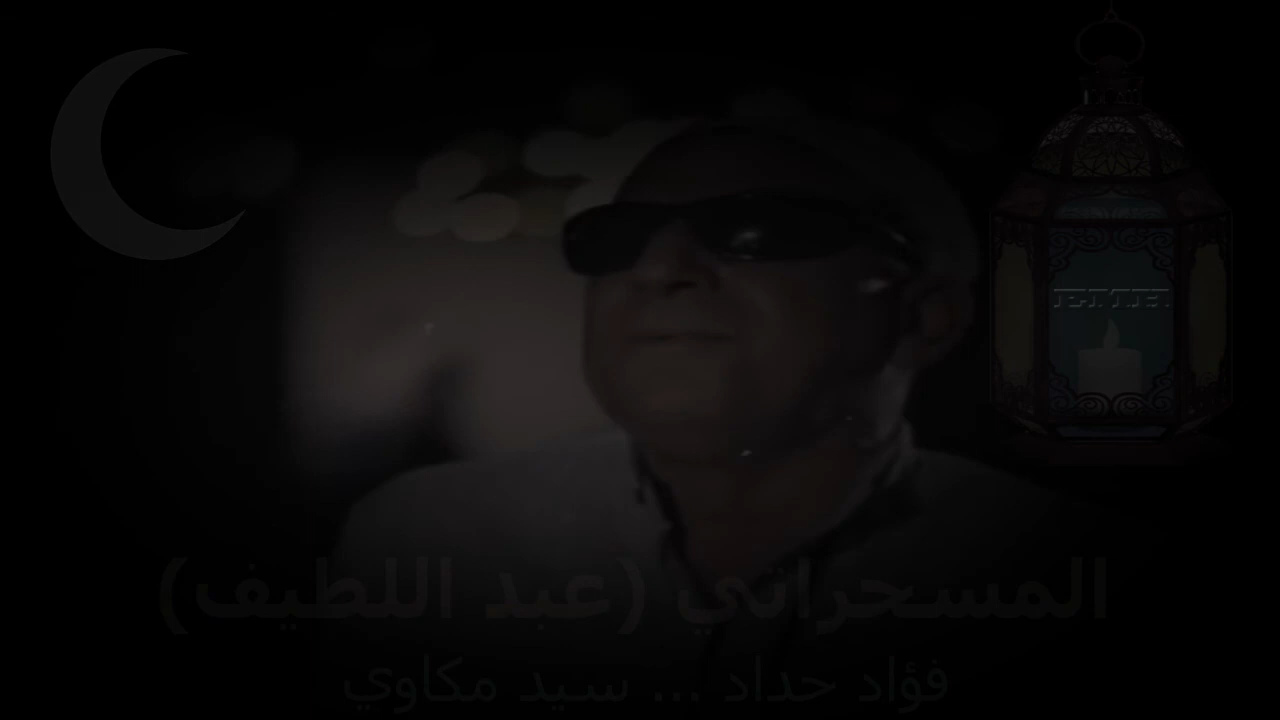 المسحراتي (عبد اللطيف)
فؤاد حداد ... سيد مكاوي